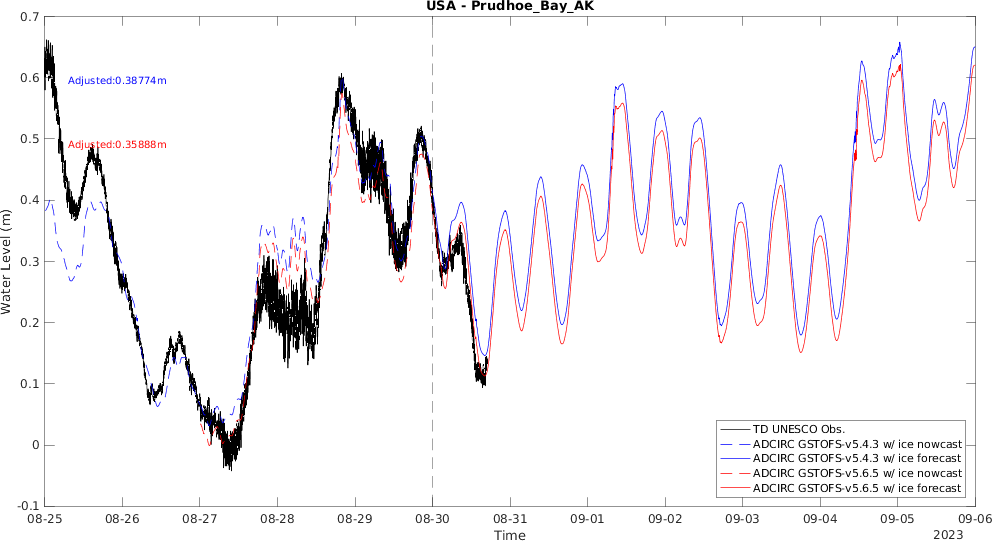 USA - Prudhoe_Bay_AK
0.7
0.6
0.5
0.4
0.3
0.2
0.1
0
-0.1
Water Level (m)
Adjusted:0.38774m
Adjusted:0.35888m
TD UNESCO Obs.
ADCIRC GSTOFS-v5.4.3 w/ ice nowcast
ADCIRC GSTOFS-v5.4.3 w/ ice forecast
ADCIRC GSTOFS-v5.6.5 w/ ice nowcast
ADCIRC GSTOFS-v5.6.5 w/ ice forecast
08-25 08-26 08-27 08-28 08-29 08-30 08-31 09-01 09-02 09-03 09-04 09-05 09-06
Time
2023